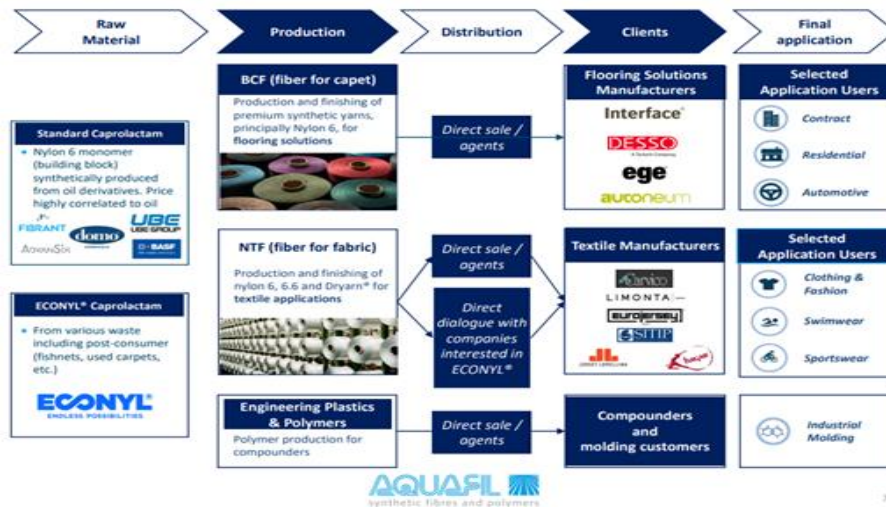 Raw
Material
Production
Distribution
Clients
Final
application
Standard Caprolactam
Nylon 6 monomer
(building block)
synthetically produced
from oil derivatives. Price
highly correlated to oil
FIBRANT
domo
UBE
UBE GROUP
ADVANSIX
BASF
ECONYL® Caprolactam
From various waste
including post-consumer
(fishnets, used carpets,
etc.)
ECONYL®
ENDLESS POSSIBILITIES
BCF (fiber for capet)
Production and finishing of
premium synthetic yarns,
principally Nylon 6, for
flooring solutions
NTF (fiber for fabric)
Production and finishing of
nylon 6, 6.6 and Dryarn® for
textile applications
Engineering Plastics
& Polymers
Polymer production for
compounders
Direct sale /
agents
Direct sale /
agents
Direct
dialogue with
companies
interested in
ECONYL®
Direct sale /
agents
Flooring Solutions
Manufacturers
Interface®
DESSO
A Tarkett Company
ege
autoneum
Textile Manufacturers
Carvico
LIMONTA
EUROJERSEY
SITIP
Compounders
and
molding customers
Selected
Application Users
Contract
Residential
Automotive
Selected
Application Users
Clothing &
Fashion
Swimwear
Sportswear
Industrial
Molding
AQUAFIL
synthetic fibres and polymers